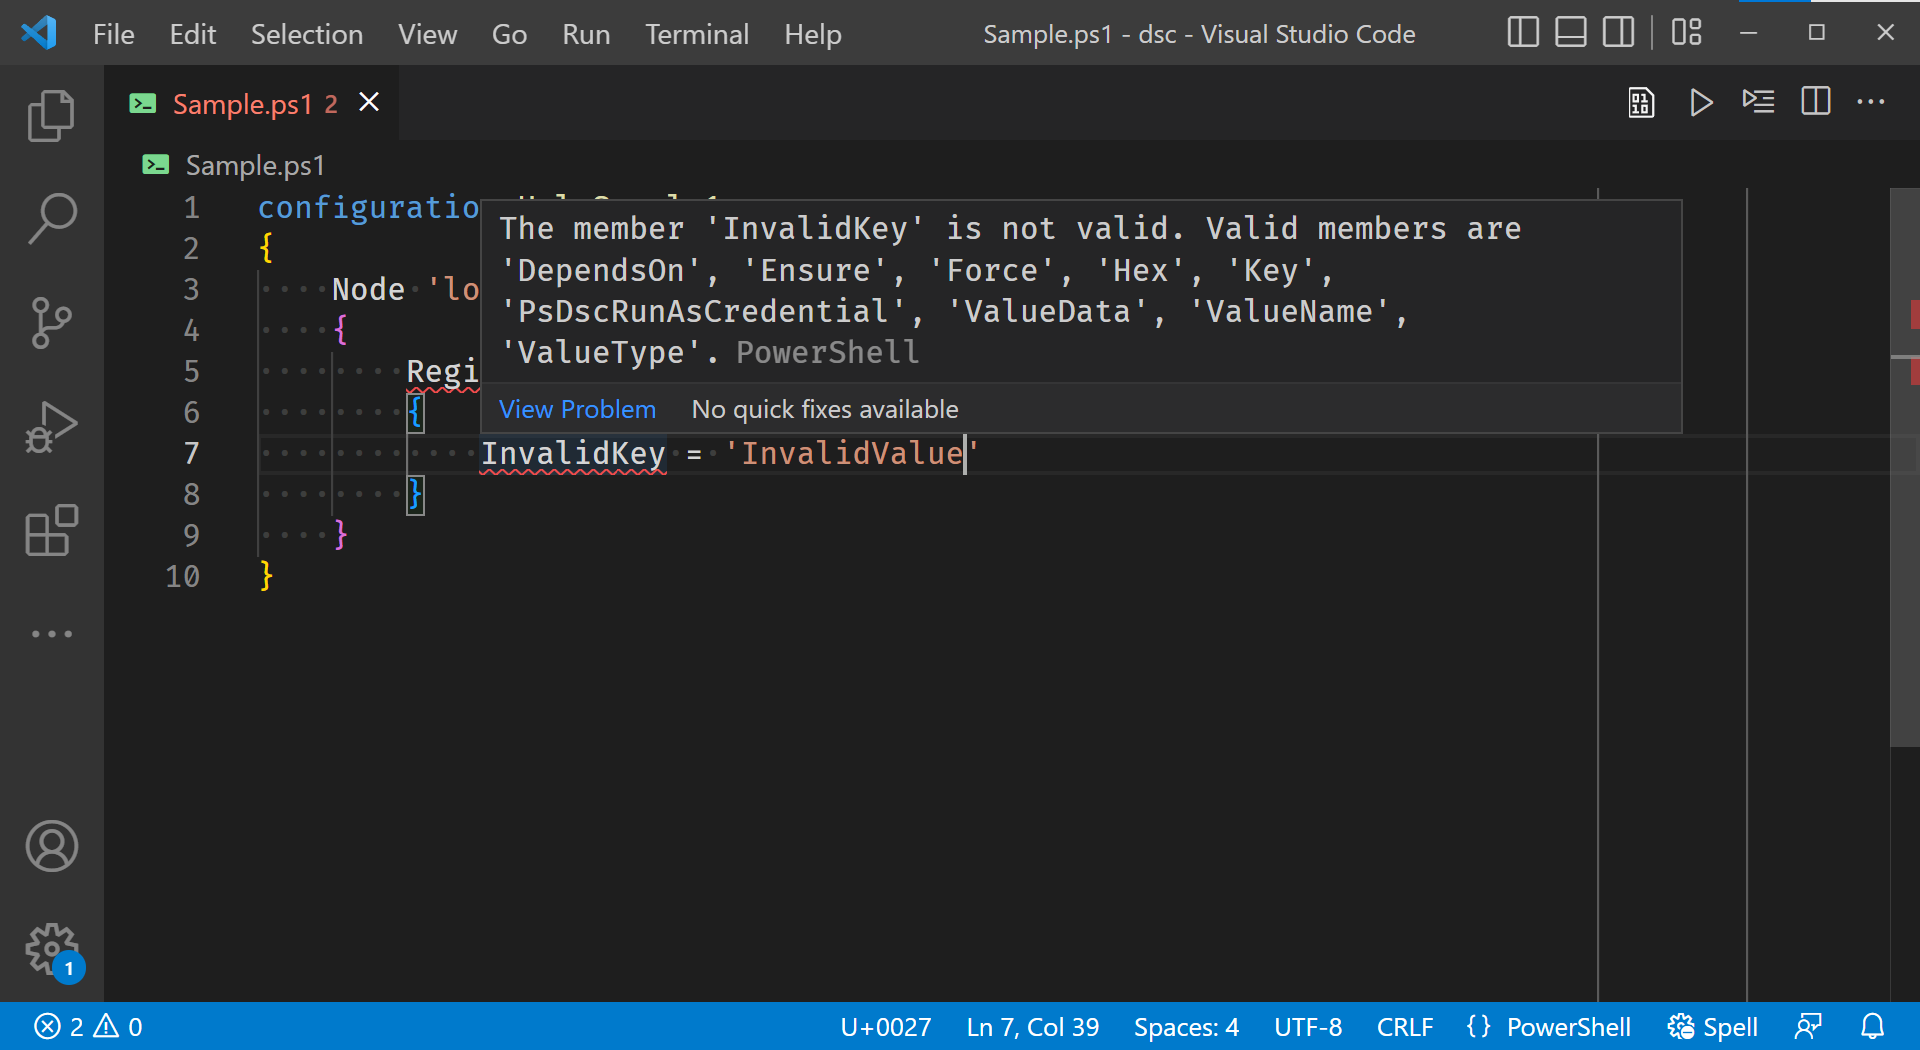 File Edit Selection View Go Run Terminal Help Sample.ps1 - dsc - Visual Studio Code
Sample.ps1 2
Sample.ps1
1 configuratio
2 {
3 Node 'lo
4 {
5 Regi
6 {
7 InvalidKey = 'InvalidValue'
8 }
9 }
10 }
The member 'InvalidKey' is not valid. Valid members are
'DependsOn', 'Ensure', 'Force', 'Hex', 'Key',
'PsDscRunAsCredential', 'ValueData', 'ValueName',
'ValueType'. PowerShell
View Problem No quick fixes available
1
2 0 U+0027 Ln 7, Col 39 Spaces: 4 UTF-8 CRLF {} PowerShell Spell